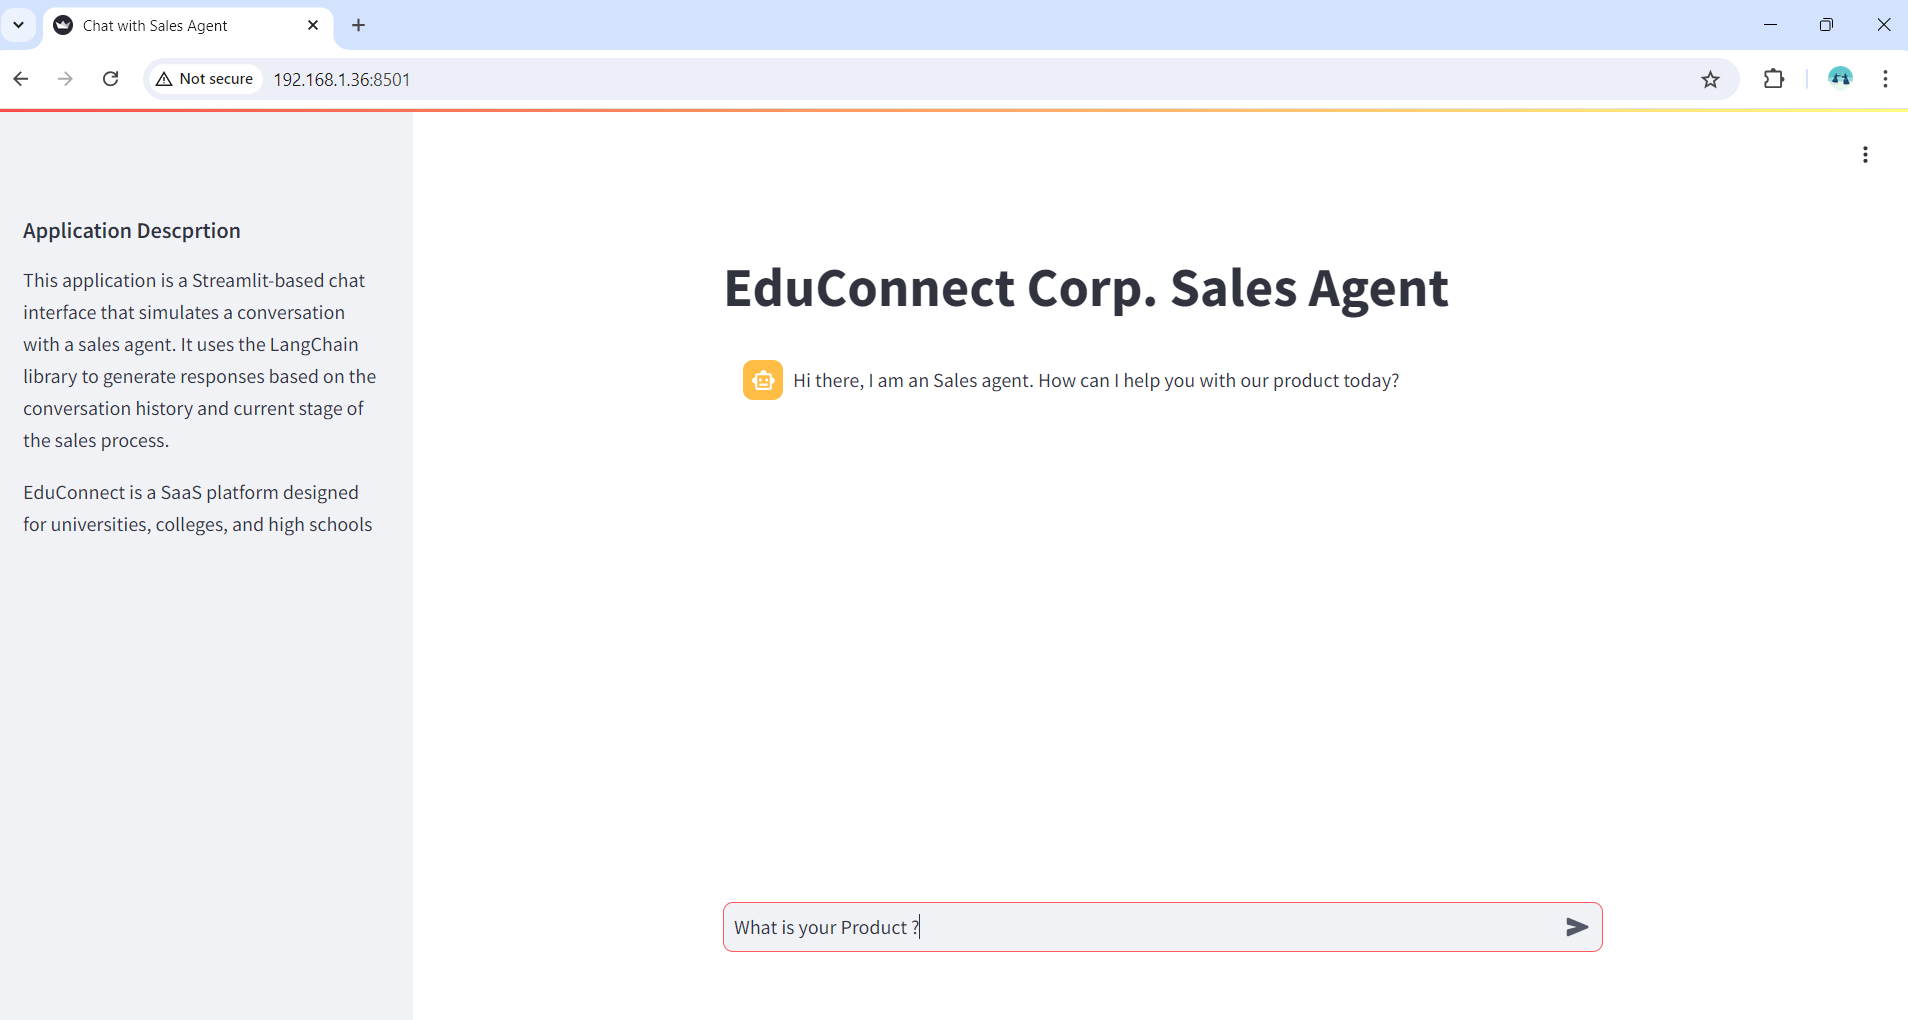 Chat with Sales Agent
Not secure
192.168.1.36:8501
Application Descprtion
This application is a Streamlit-based chat
interface that simulates a conversation
with a sales agent. It uses the LangChain
library to generate responses based on the
conversation history and current stage of
the sales process.
EduConnect is a SaaS platform designed
for universities, colleges, and high schools
EduConnect Corp. Sales Agent
Hi there, I am an Sales agent. How can I help you with our product today?
What is your Product ?